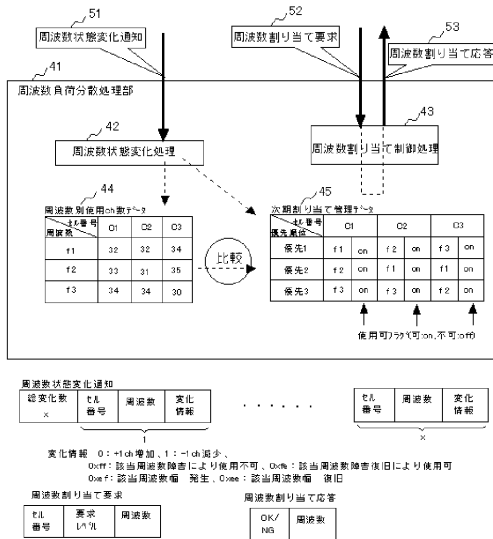 51
52
53
周波数状態変化通知
周波数割り当て要求
周波数割り当て応答
41
周波数負荷分散処理部
42
43
周波数状態変化処理
周波数割り当て制御処理
44
45
周波数別使用ch数データ
次期割り当て管理データ
セル番号 周波数 C1 C2 C3
f1 32 32 34
f2 33 31 35
f3 34 34 30
比較
セル番号 優先順位 C1 C2 C3
優先1 f1 on f2 on f3 on
優先2 f2 on f1 on f1 on
優先3 f3 on f3 on f2 on
使用可フラグ(可:on、不可:off)
周波数状態変化通知
総変化数 x セル番号 周波数 変化情報 ・・・・・・ セル番号 周波数 変化情報
1 x
変化情報 0:+1ch増加、1:-1ch減少、
0xff:該当周波数障害により使用不可、0xfe:該当周波数障害復旧により使用可
0xef:該当周波数輻 発生、0xee:該当周波数輻 復旧
周波数割り当て要求
周波数割り当て応答
セル番号 要求レベル 周波数
OK/NG 周波数